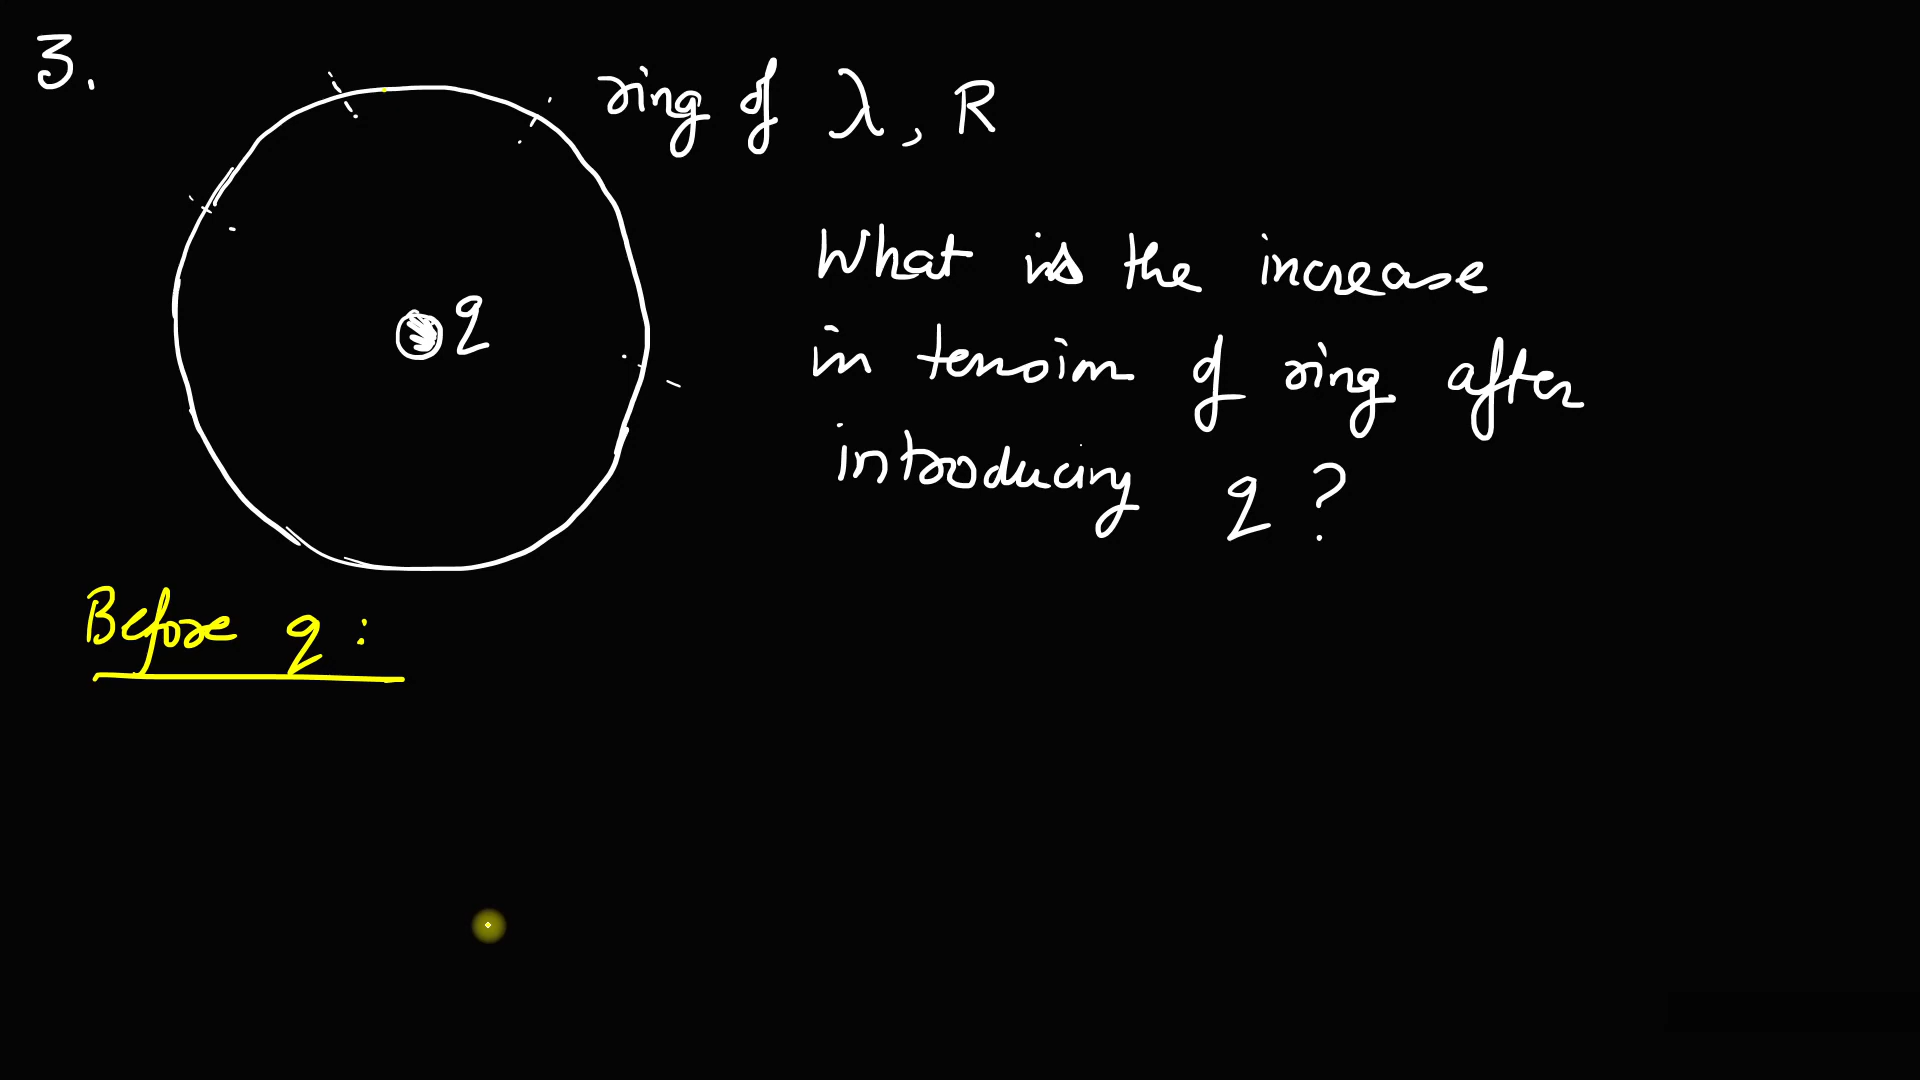 3.
ring of λ, R
What is the increase
in tension of ring after
introducing q ?
q
Before q :